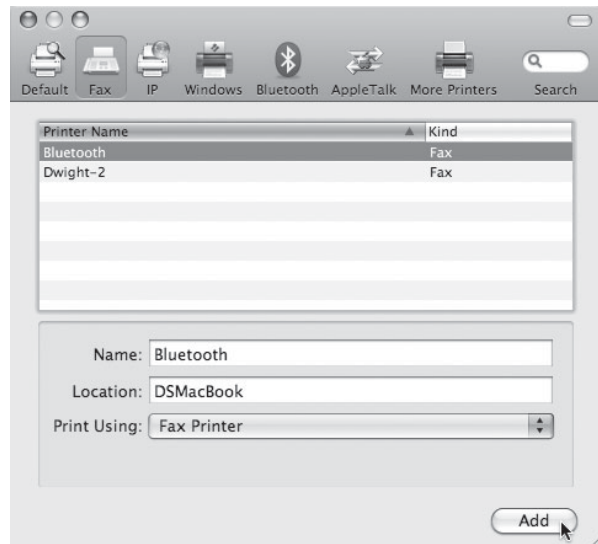 Default Fax IP Windows Bluetooth AppleTalk More Printers Search
Printer Name Kind
Bluetooth Fax
Dwight-2 Fax
Name: Bluetooth
Location: DSMacBook
Print Using: Fax Printer
Add